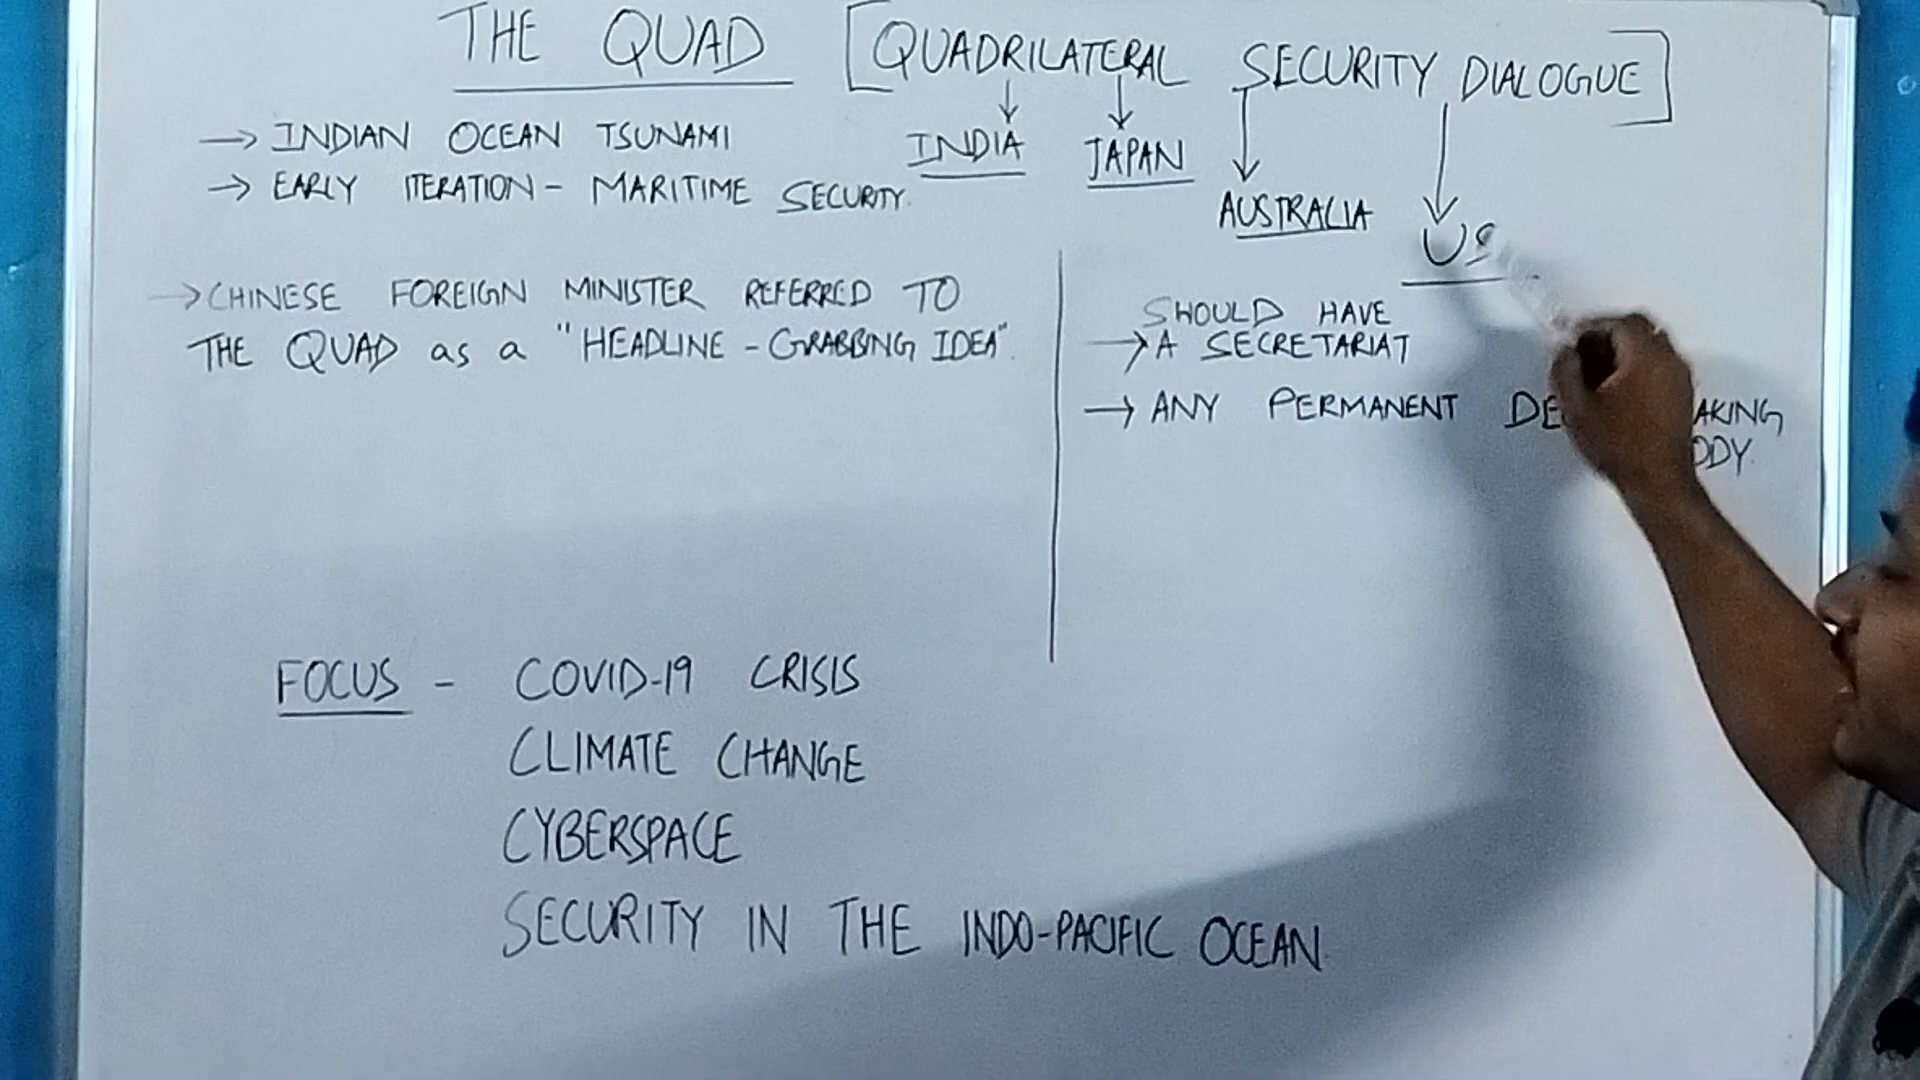 THE QUAD [QUADRILATERAL SECURITY DIALOGUE]
INDIA JAPAN AUSTRALIA US
→ INDIAN OCEAN TSUNAMI
→ EARLY ITERATION - MARITIME SECURITY.
→ CHINESE FOREIGN MINISTER REFERRED TO
THE QUAD as a "HEADLINE - GRABBING IDEA".
SHOULD HAVE
→ A SECRETARIAT
→ ANY PERMANENT
FOCUS - COVID-19 CRISIS
CLIMATE CHANGE
CYBERSPACE
SECURITY IN THE INDO-PACIFIC OCEAN.